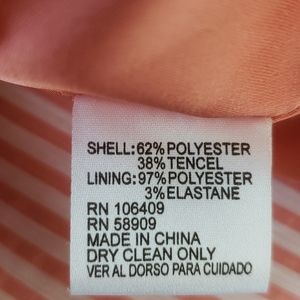 SHELL:62%POLYESTER
38%TENCEL
LINING:97%POLYESTER
3%ELASTANE
RN 106409
RN 58909
MADE IN CHINA
DRY CLEAN ONLY
VER AL DORSO PARA CUIDADO